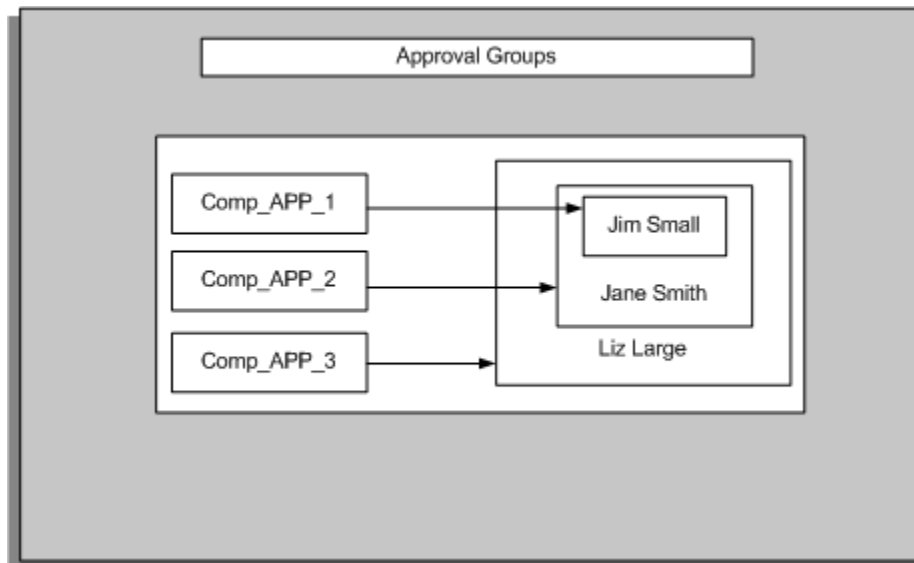 Approval Groups
Comp_APP_1
Jim Small
Comp_APP_2
Jane Smith
Liz Large
Comp_APP_3